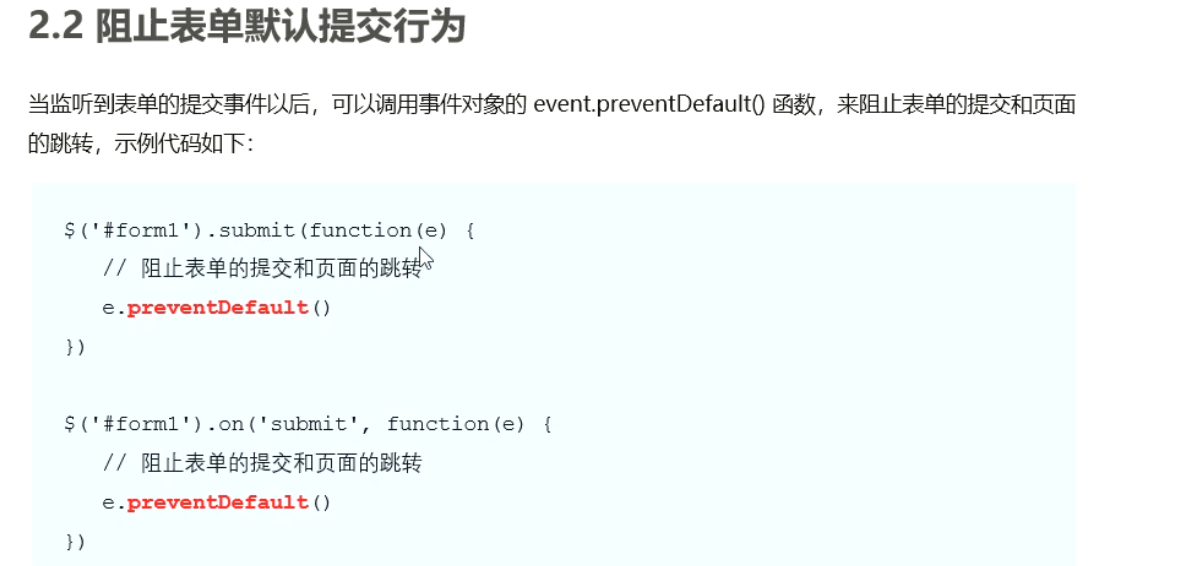 2.2 阻止表单默认提交行为
当监听到表单的提交事件以后，可以调用事件对象的 event.preventDefault() 函数，来阻止表单的提交和页面
的跳转，示例代码如下：
$('#form1').submit(function(e) {
// 阻止表单的提交和页面的跳转
e.preventDefault()
})
$('#form1').on('submit', function(e) {
// 阻止表单的提交和页面的跳转
e.preventDefault()
})